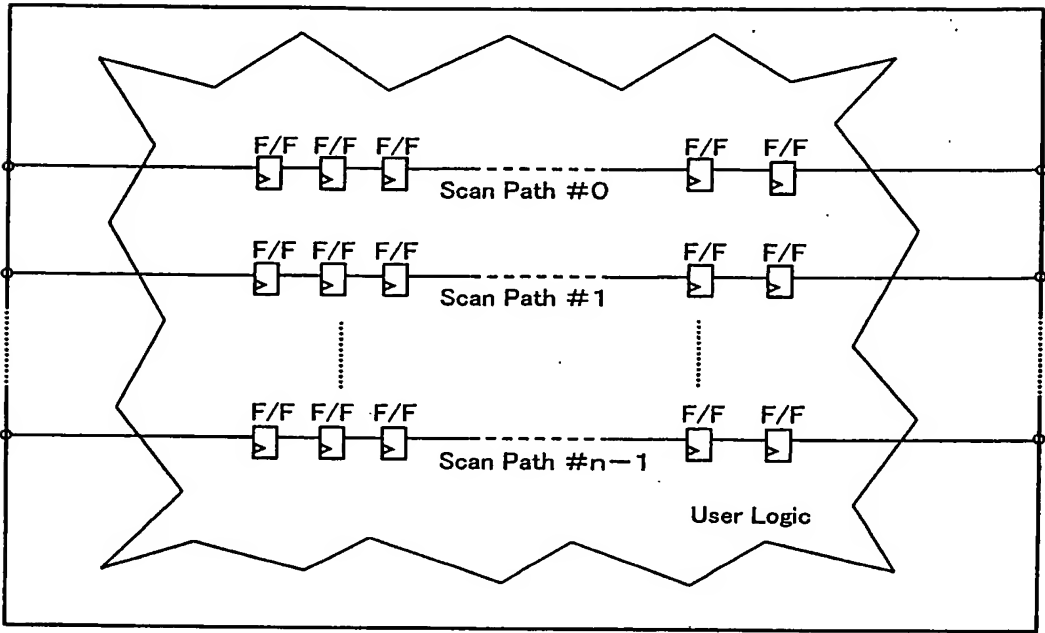 F/F F/F F/F F/F F/F
Scan Path #0
F/F F/F F/F F/F F/F
Scan Path #1
F/F F/F F/F F/F F/F
Scan Path #n-1
User Logic